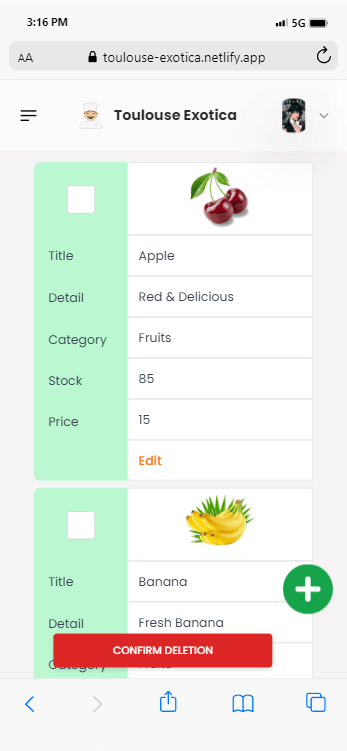 3:16 PM
5G
AA
toulouse-exotica.netlify.app
Toulouse Exotica
Title
Apple
Detail
Red & Delicious
Category
Fruits
Stock
85
Price
15
Edit
Title
Banana
Detail
Fresh Banana
CONFIRM DELETION
Category
Fruits